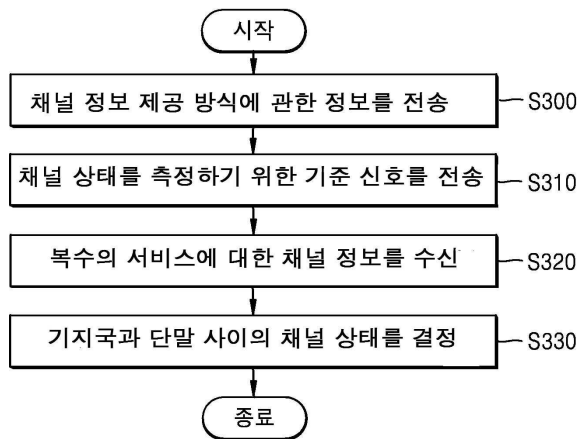 시작
채널 정보 제공 방식에 관한 정보를 전송 S300
채널 상태를 측정하기 위한 기준 신호를 전송 S310
복수의 서비스에 대한 채널 정보를 수신 S320
기지국과 단말 사이의 채널 상태를 결정 S330
종료